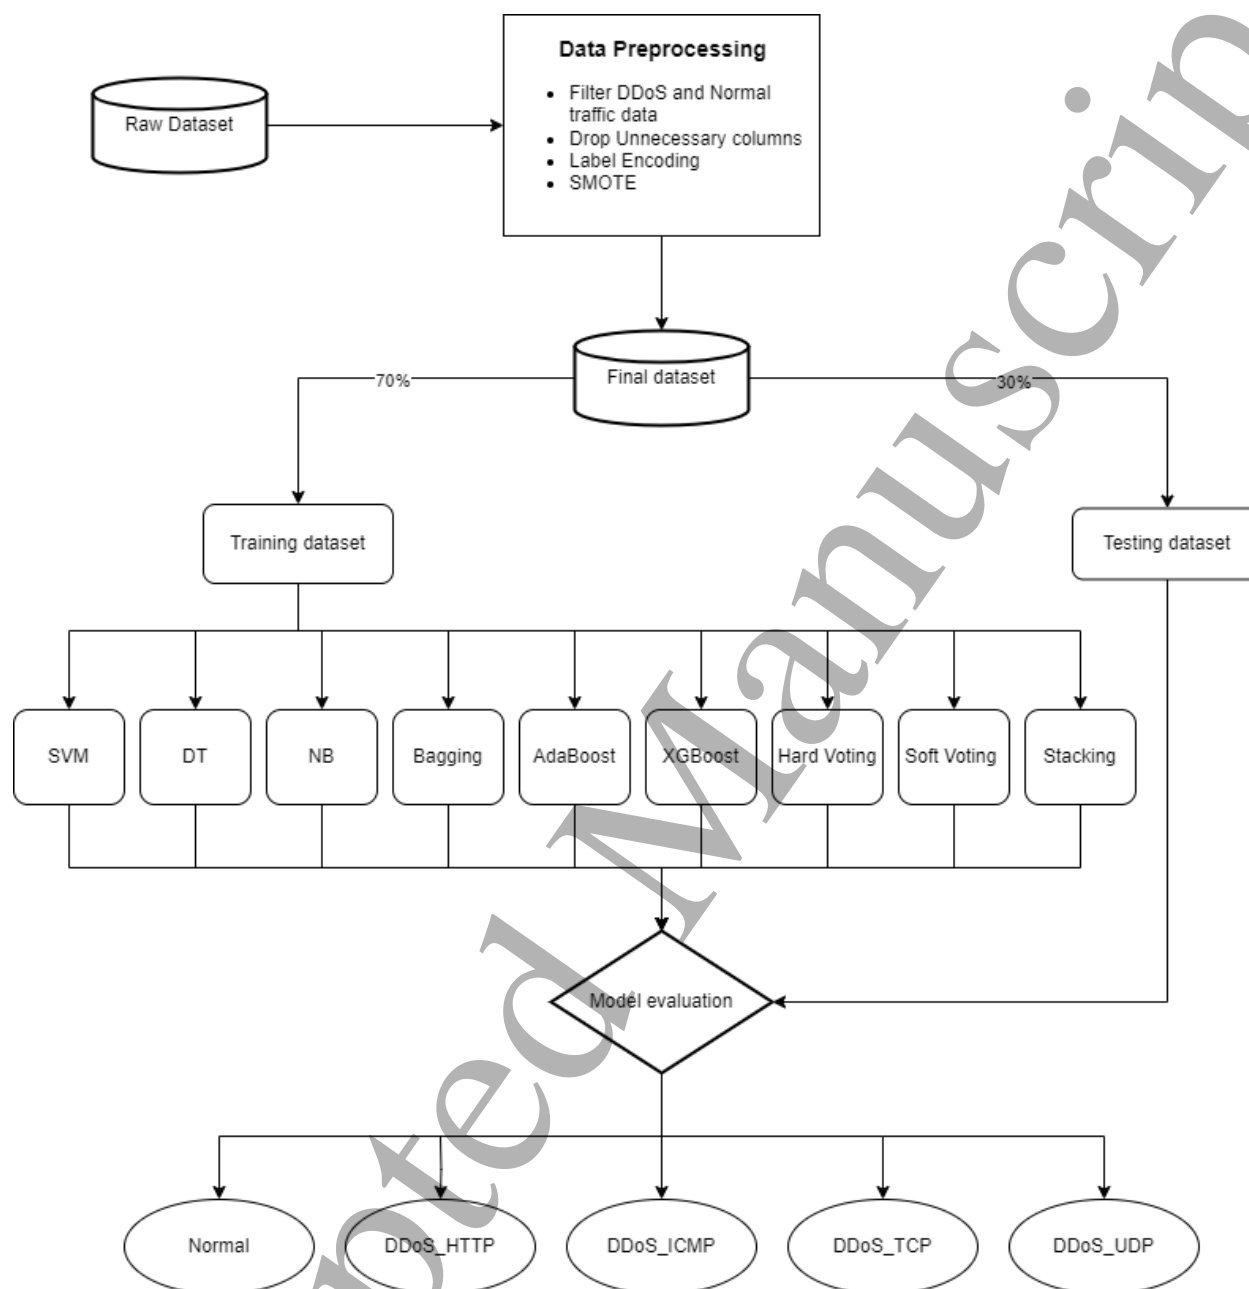 Raw Dataset
Data Preprocessing
• Filter DDoS and Normal
traffic data
• Drop Unnecessary columns
• Label Encoding
• SMOTE
Final dataset
70%
30%
Training dataset
Testing dataset
SVM
DT
NB
Bagging
AdaBoost
XGBoost
Hard Voting
Soft Voting
Stacking
Model evaluation
Normal
DDoS_HTTP
DDoS_ICMP
DDoS_TCP
DDoS_UDP
pted Manuscrip